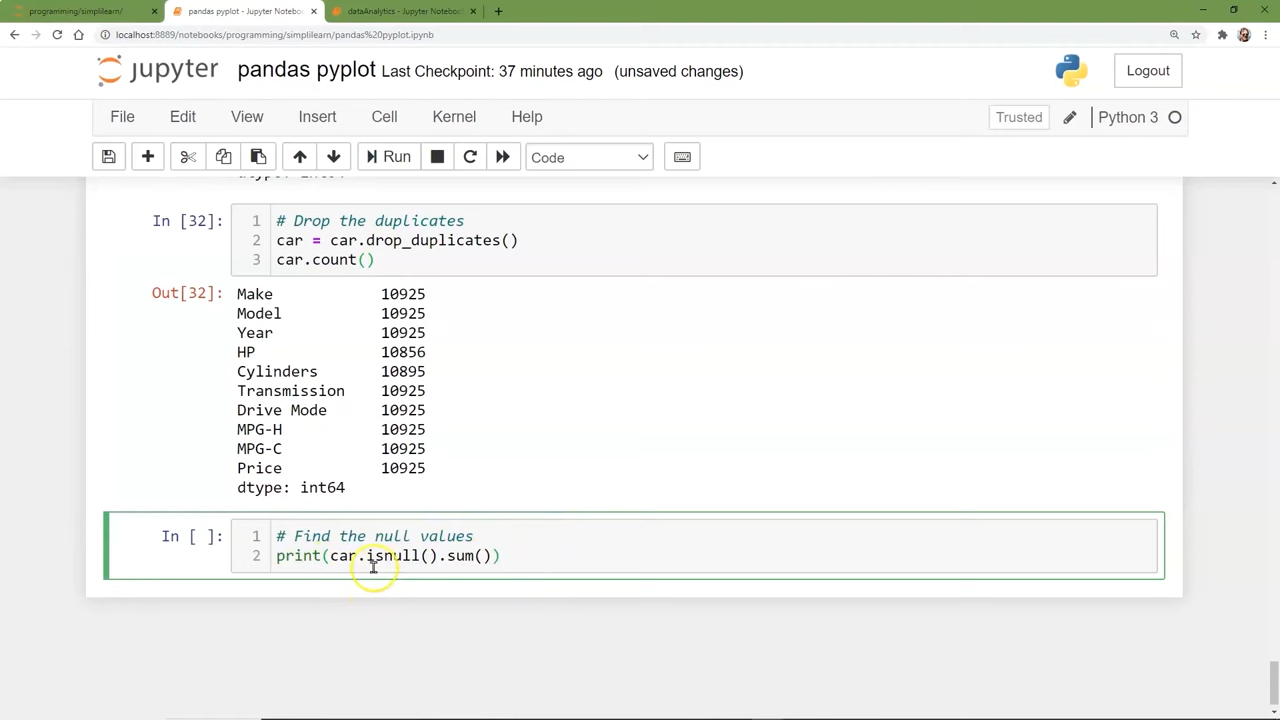 programming/simplilearn/
pandas pyplot - Jupyter Noteboo
dataAnalytics - Jupyter Notebook
localhost:8889/notebooks/programming/simplilearn/pandas%20pyplot.ipynb
jupyter pandas pyplot Last Checkpoint: 37 minutes ago (unsaved changes)
Logout
File Edit View Insert Cell Kernel Help
Trusted
Python 3
Run
Code
In [32]:
1 # Drop the duplicates
2 car = car.drop_duplicates()
3 car.count()
Out[32]:
Make 10925
Model 10925
Year 10925
HP 10856
Cylinders 10895
Transmission 10925
Drive Mode 10925
MPG-H 10925
MPG-C 10925
Price 10925
dtype: int64
In [ ]:
1 # Find the null values
2 print(car.isnull().sum())